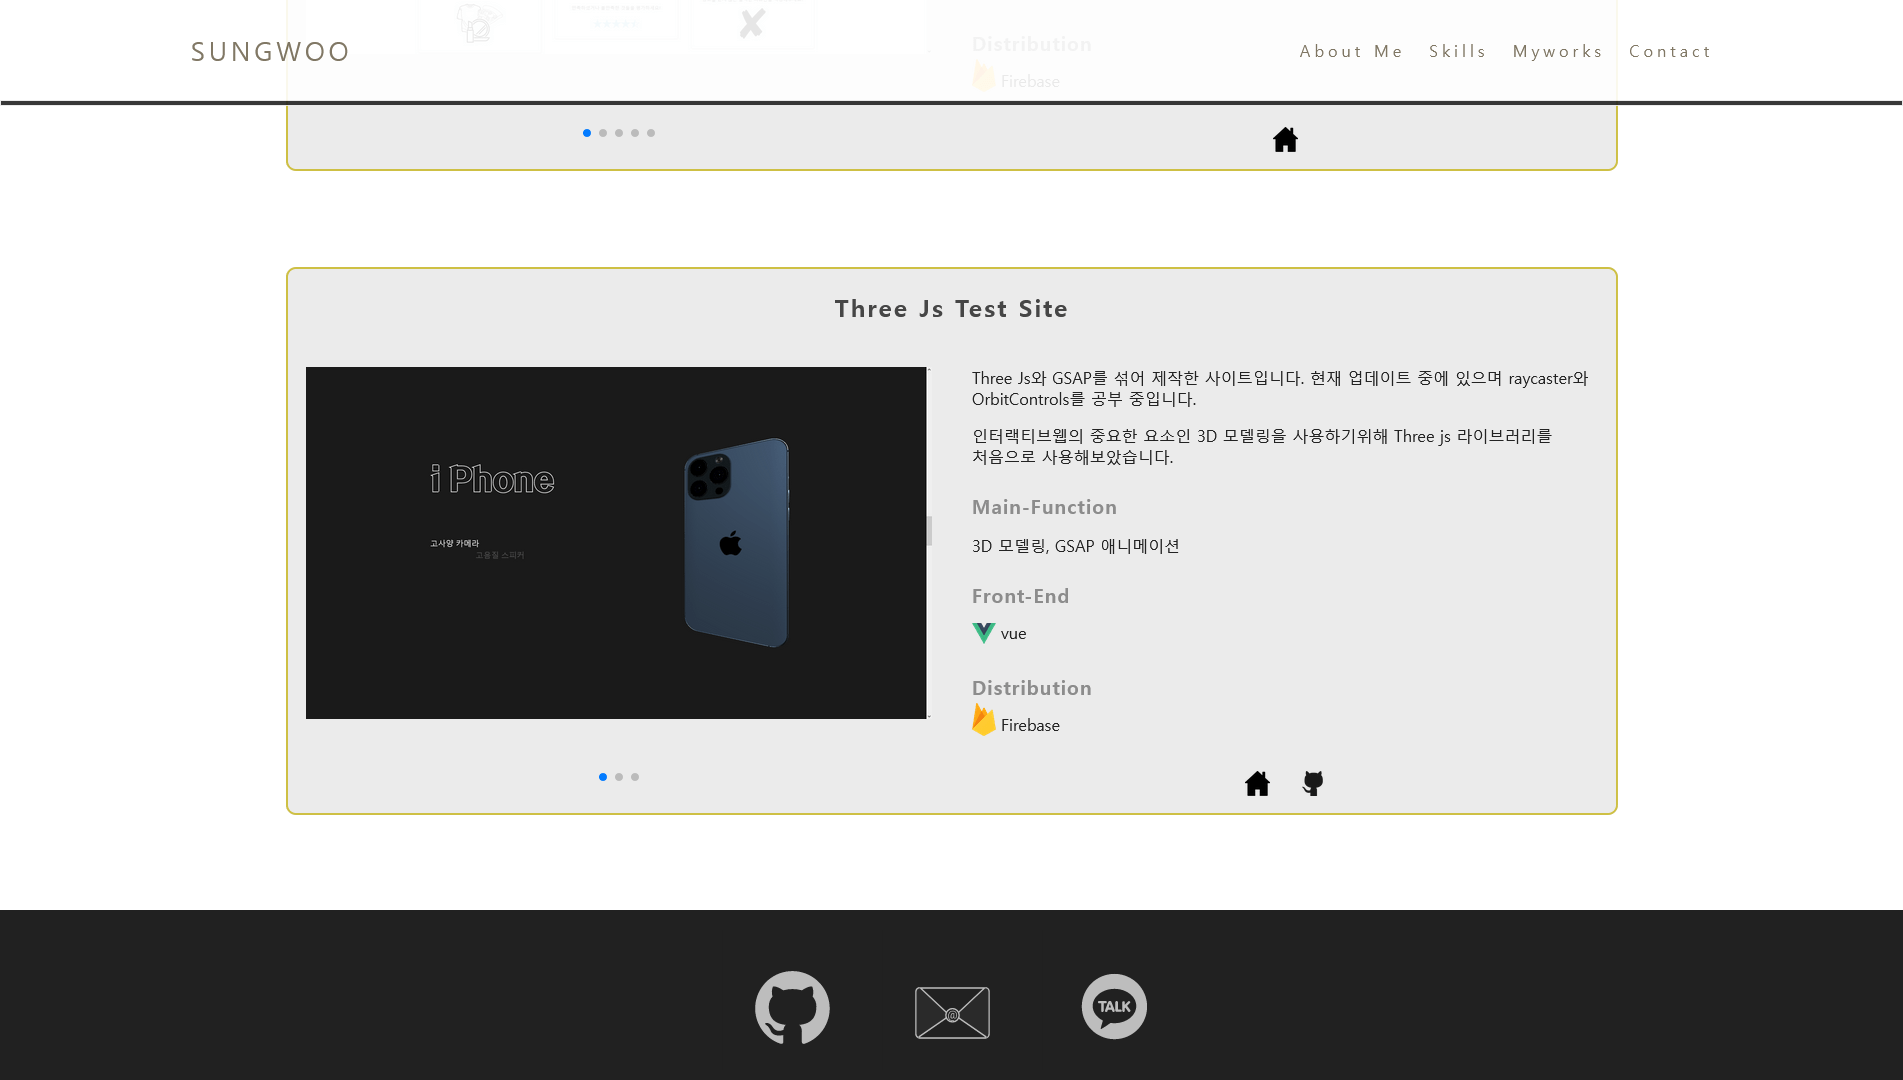 SUNGWOO
About Me Skills Myworks Contact
Distribution
Firebase
Three Js Test Site
i Phone
고사양 카메라
고음질 스피커
Three Js와 GSAP를 섞어 제작한 사이트입니다. 현재 업데이트 중에 있으며 raycaster와
OrbitControls를 공부 중입니다.
인터랙티브웹의 중요한 요소인 3D 모델링을 사용하기위해 Three js 라이브러리를
처음으로 사용해보았습니다.
Main-Function
3D 모델링, GSAP 애니메이션
Front-End
vue
Distribution
Firebase
@
TALK